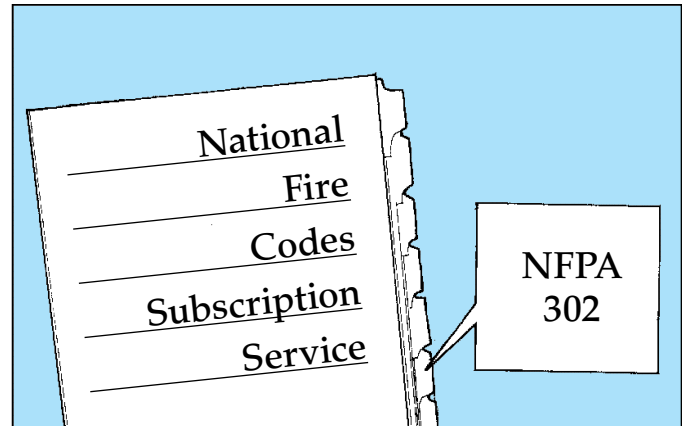 National
Fire
Codes
Subscription
Service
NFPA
302